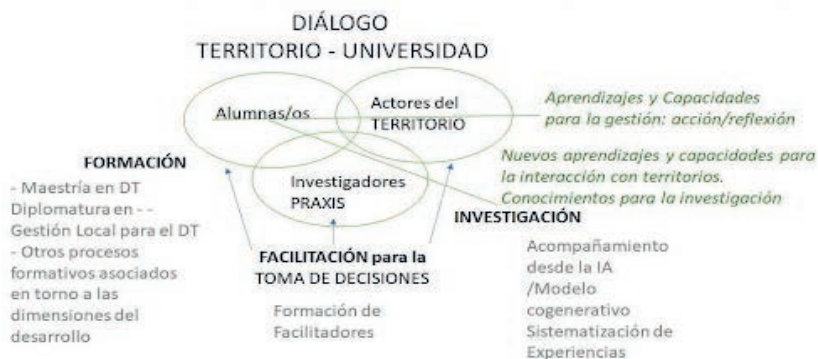 DIÁLOGO
TERRITORIO - UNIVERSIDAD
Alumnas/os
Actores del
TERRITORIO
Aprendizajes y Capacidades
para la gestión: acción/reflexión
Nuevos aprendizajes y capacidades para
la interacción con territorios.
Conocimientos para la investigación
Investigadores
PRAXIS
FORMACIÓN
- Maestría en DT
Diplomatura en - -
Gestión Local para el DT
- Otros procesos
formativos asociados
en torno a las
dimensiones del
desarrollo
FACILITACIÓN para la
TOMA DE DECISIONES
Formación de
Facilitadores
INVESTIGACIÓN
Acompañamiento
desde la IA
/Modelo
cogenerativo
Sistematización de
Experiencias